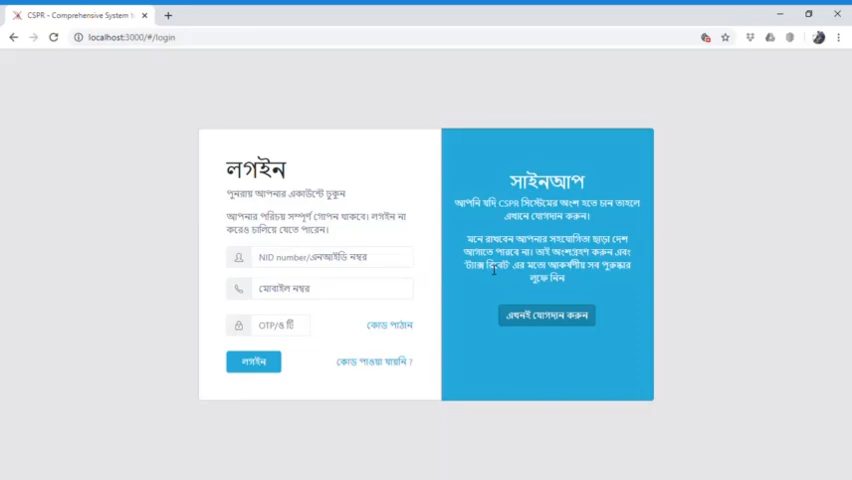 CSPR - Comprehensive System
localhost:3000/#/login
লগইন
পুনরায় আপনার একাউন্টে ঢুকুন
আপনার পরিচয় সম্পূর্ণ গোপন থাকবে। লগইন না
করেও চালিয়ে যেতে পারেন।
NID number/এনআইডি নম্বর
মোবাইল নম্বর
OTP/ও টি
কোড পাঠান
লগইন
কোড পাওয়া যায়নি ?
সাইনআপ
আপনি যদি CSPR সিস্টেমের অংশ হতে চান তাহলে
এখানে যোগদান করুন।
মনে রাখবেন আপনার সহযোগিতা ছাড়া দেশ
আগাতে পারবে না। তাই অংশগ্রহণ করুন এবং
'ট্যাক্স রিবেট' এর মতো আকর্ষণীয় সব পুরুষ্কার
লুফে নিন
এখনই যোগদান করুন